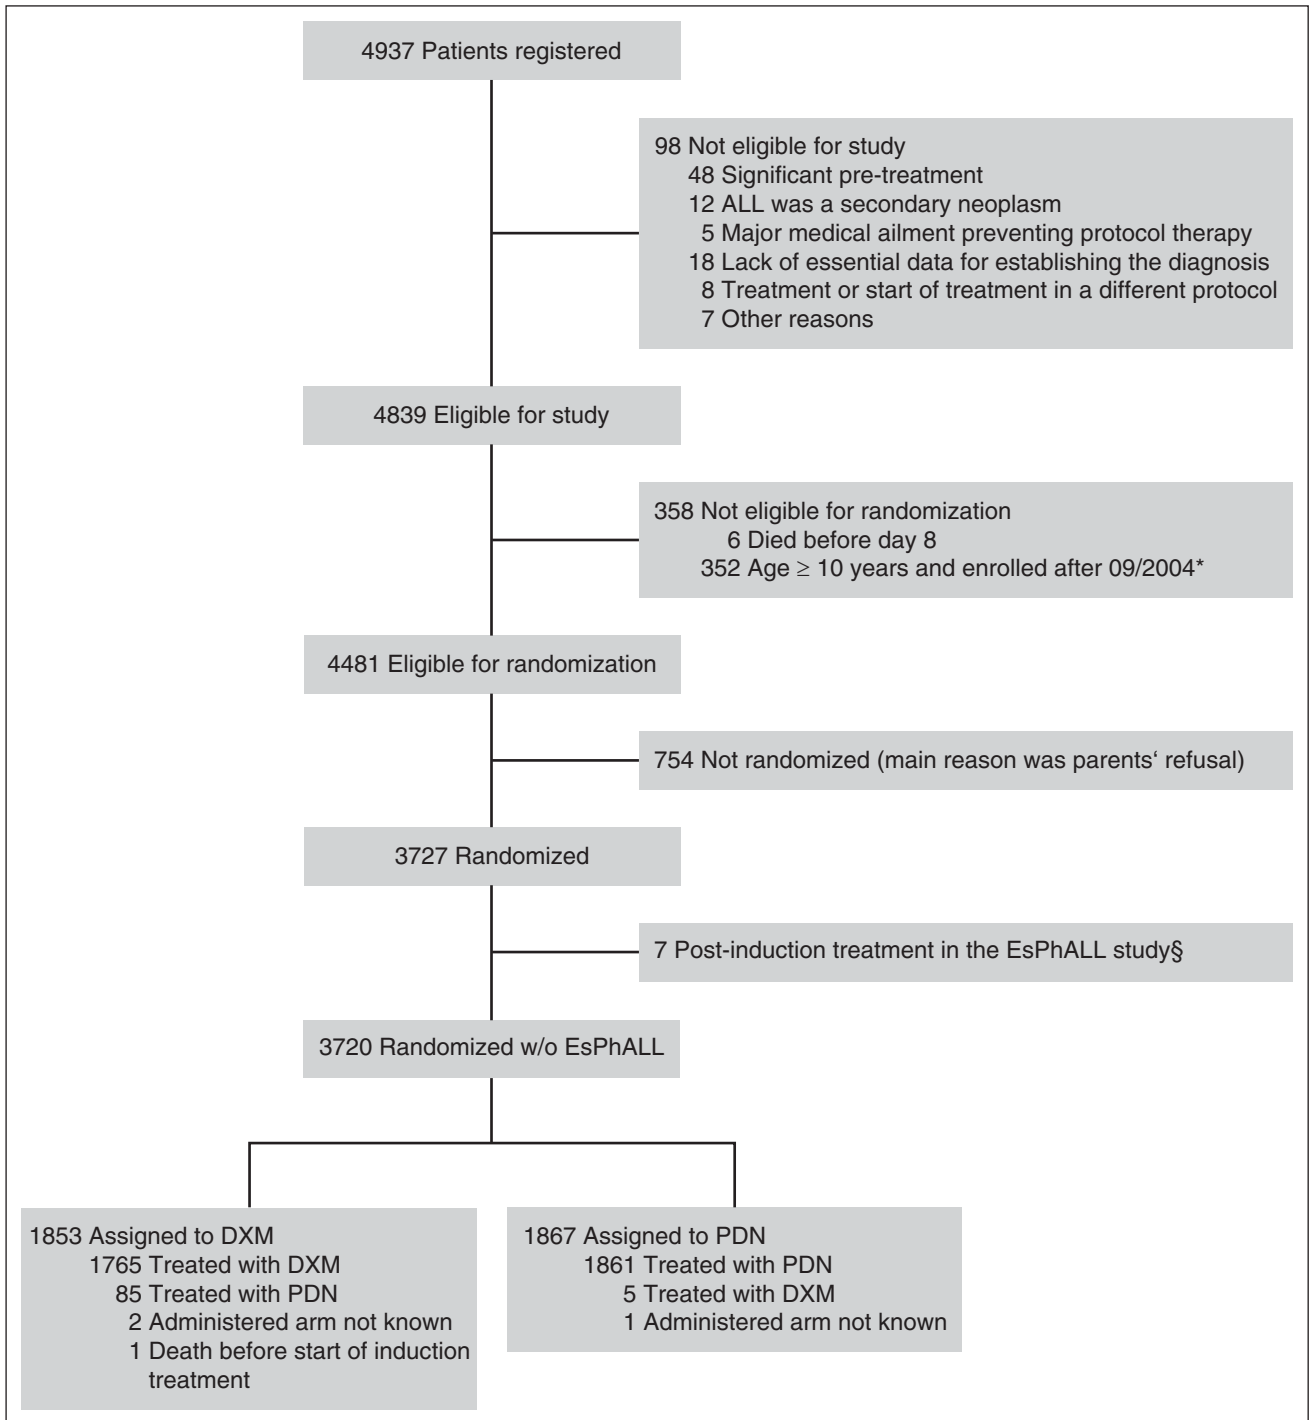 4937 Patients registered
98 Not eligible for study
48 Significant pre-treatment
12 ALL was a secondary neoplasm
5 Major medical ailment preventing protocol therapy
18 Lack of essential data for establishing the diagnosis
8 Treatment or start of treatment in a different protocol
7 Other reasons
4839 Eligible for study
358 Not eligible for randomization
6 Died before day 8
352 Age ≥ 10 years and enrolled after 09/2004*
4481 Eligible for randomization
754 Not randomized (main reason was parents‘ refusal)
3727 Randomized
7 Post-induction treatment in the EsPhALL study§
3720 Randomized w/o EsPhALL
1853 Assigned to DXM
1765 Treated with DXM
85 Treated with PDN
2 Administered arm not known
1 Death before start of induction
treatment
1867 Assigned to PDN
1861 Treated with PDN
5 Treated with DXM
1 Administered arm not known